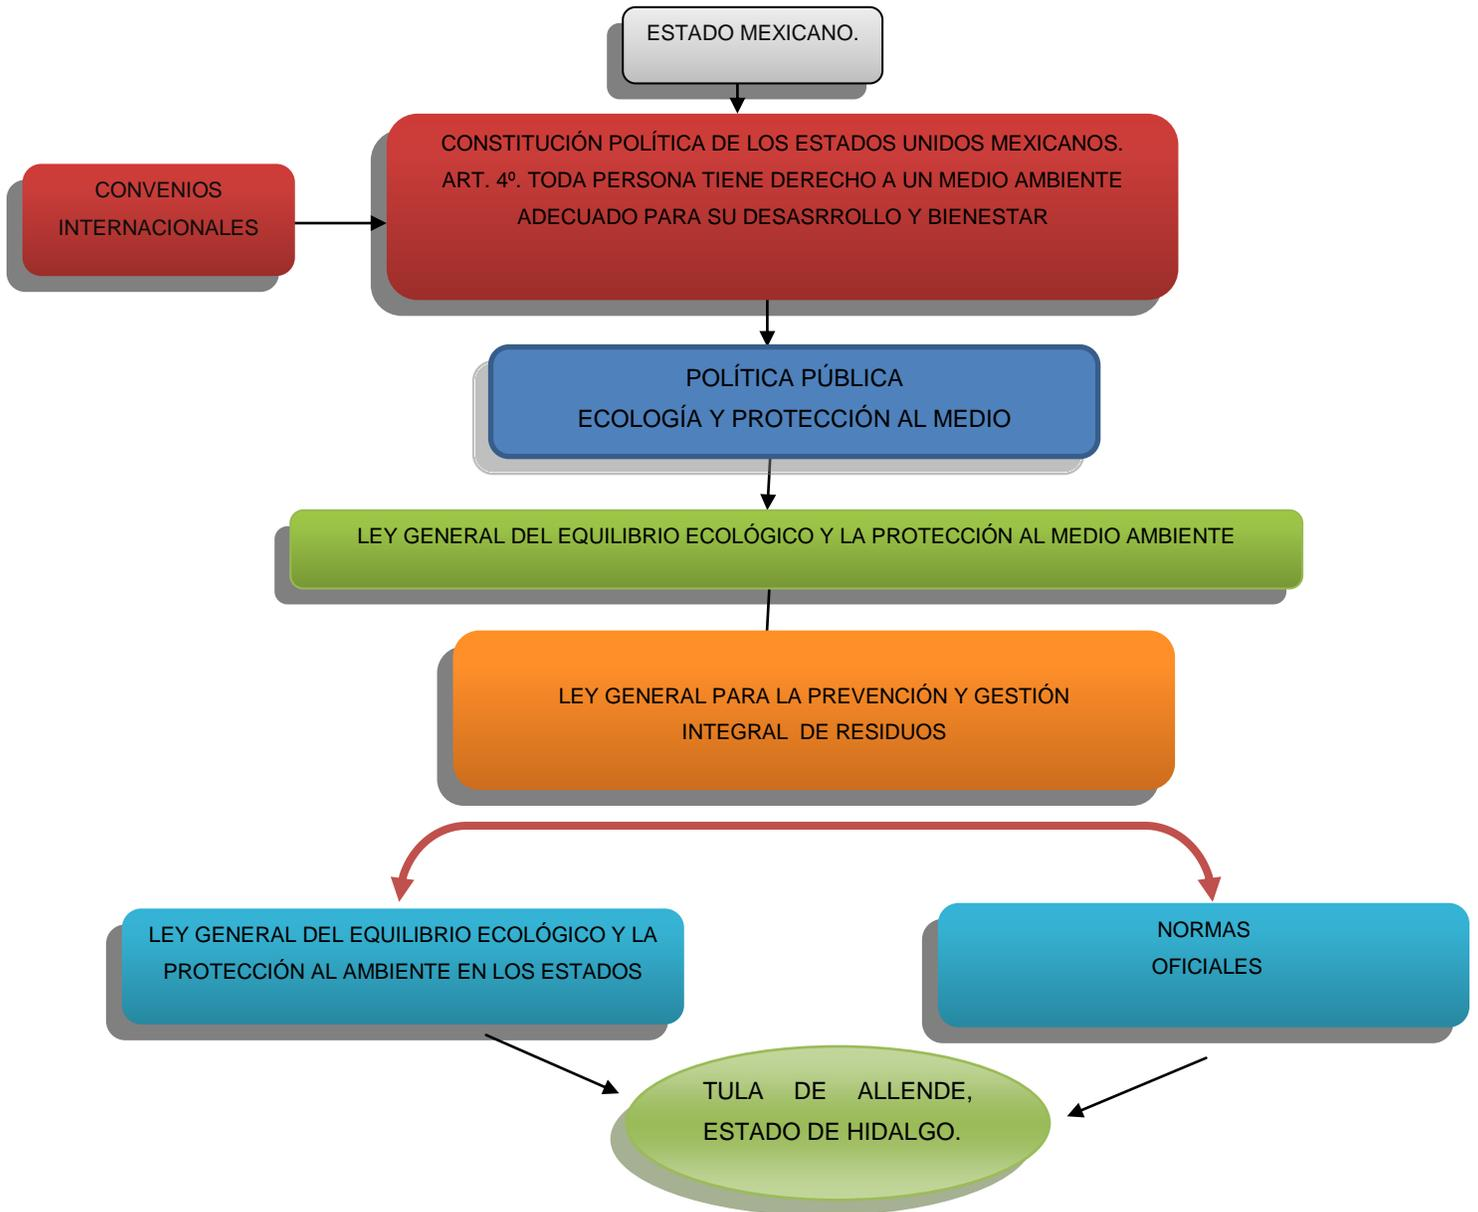 ESTADO MEXICANO.
CONSTITUCIÓN POLÍTICA DE LOS ESTADOS UNIDOS MEXICANOS.
ART. 4º. TODA PERSONA TIENE DERECHO A UN MEDIO AMBIENTE
ADECUADO PARA SU DESASRROLLO Y BIENESTAR
CONVENIOS
INTERNACIONALES
POLÍTICA PÚBLICA
ECOLOGÍA Y PROTECCIÓN AL MEDIO
LEY GENERAL DEL EQUILIBRIO ECOLÓGICO Y LA PROTECCIÓN AL MEDIO AMBIENTE
LEY GENERAL PARA LA PREVENCIÓN Y GESTIÓN
INTEGRAL DE RESIDUOS
LEY GENERAL DEL EQUILIBRIO ECOLÓGICO Y LA
PROTECCIÓN AL AMBIENTE EN LOS ESTADOS
NORMAS
OFICIALES
TULA DE ALLENDE,
ESTADO DE HIDALGO.